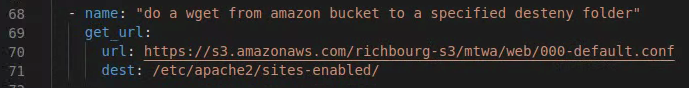 68 - name: "do a wget from amazon bucket to a specified desteny folder"
69 get_url:
70 url: https://s3.amazonaws.com/richbourg-s3/mtwa/web/000-default.conf
71 dest: /etc/apache2/sites-enabled/